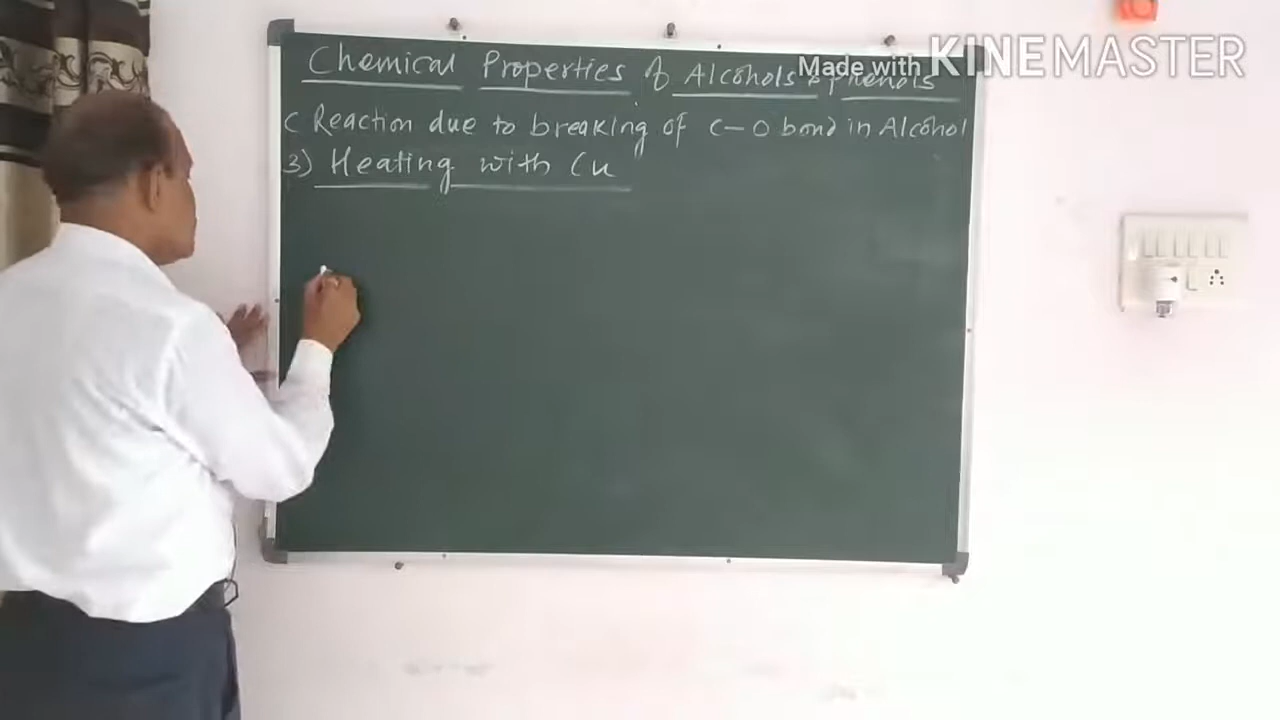 Chemical Properties of Alcohols & Phenols
Made with KINEMASTER
C Reaction due to breaking of C-O bond in Alcohol
3) Heating with Cu